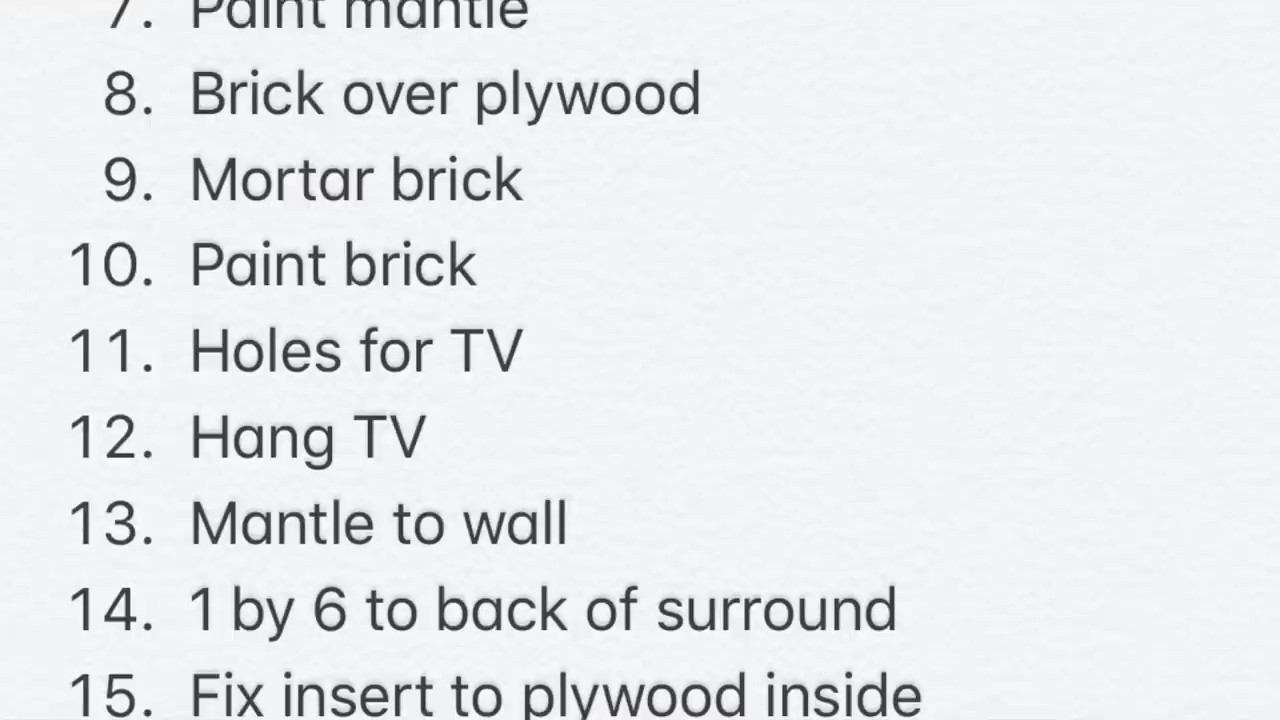 7. Paint mantle
8. Brick over plywood
9. Mortar brick
10. Paint brick
11. Holes for TV
12. Hang TV
13. Mantle to wall
14. 1 by 6 to back of surround
15. Fix insert to plywood inside